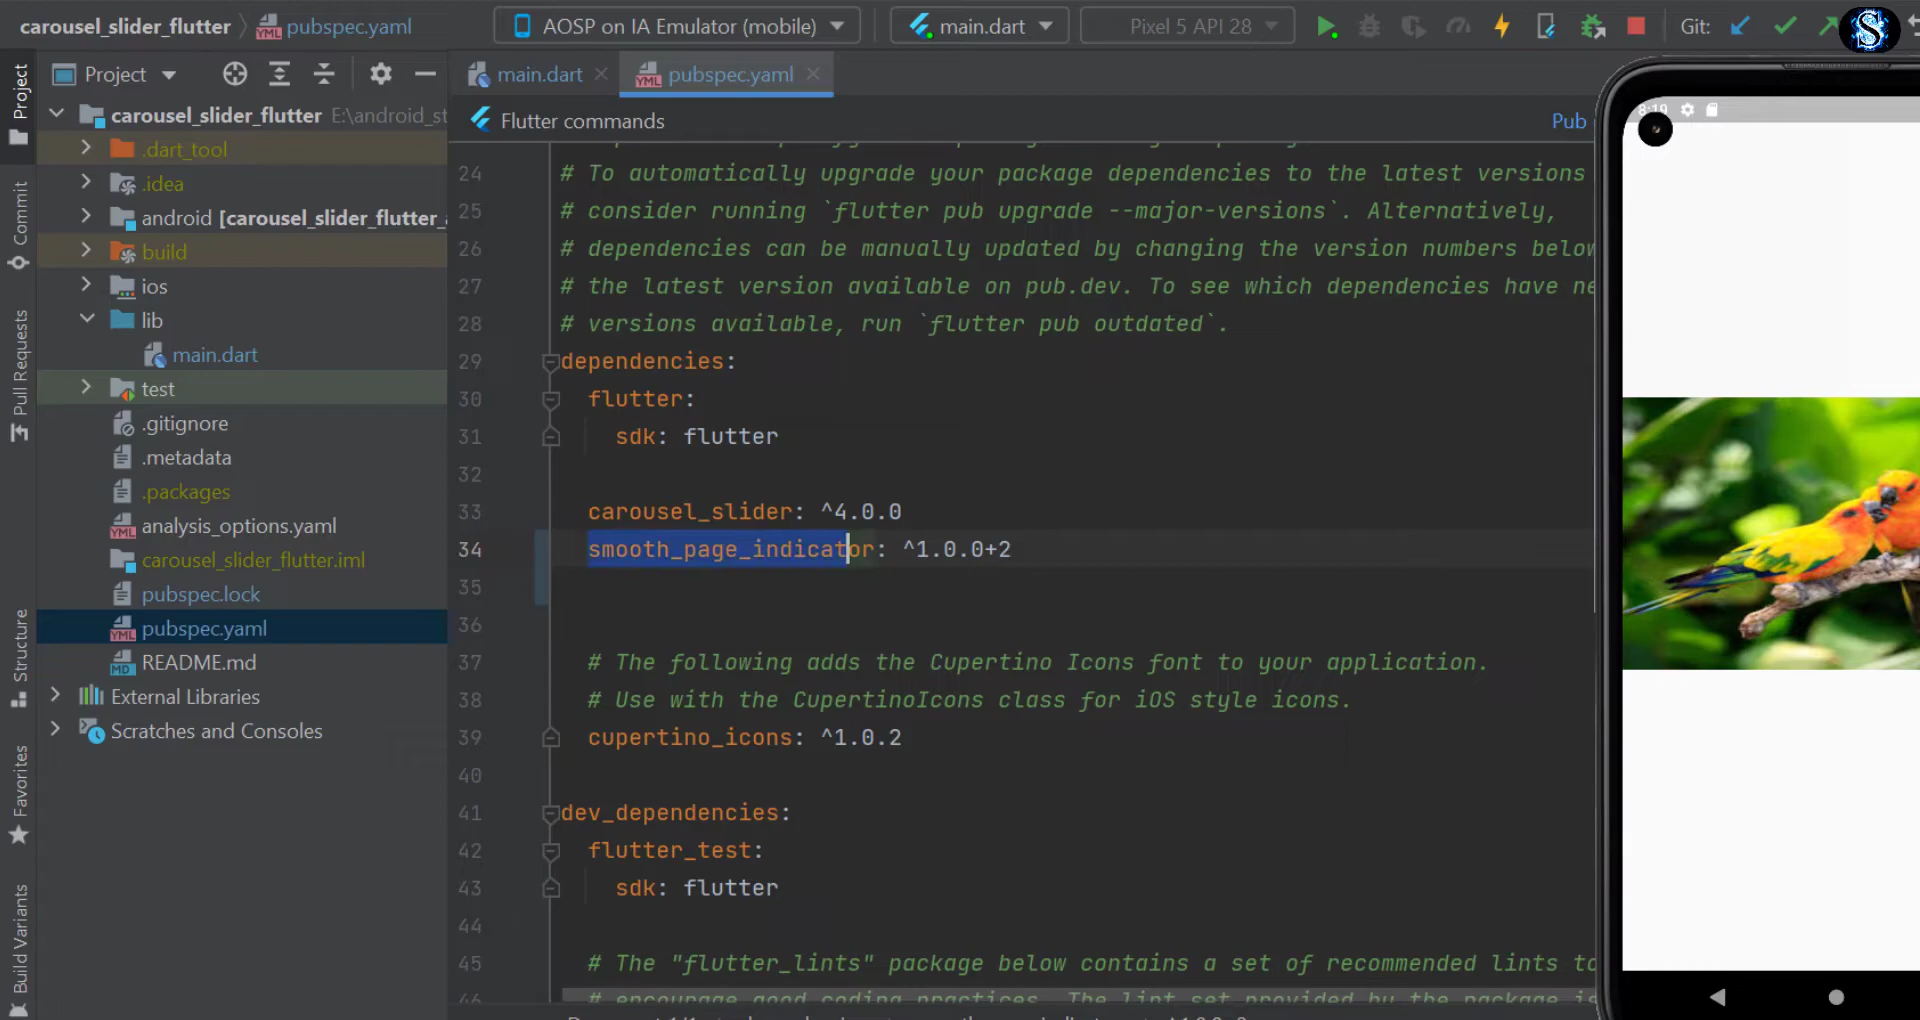 carousel_slider_flutter
pubspec.yaml
AOSP on IA Emulator (mobile)
main.dart
Pixel 5 API 28
Git:
Project
Project
main.dart
pubspec.yaml
Flutter commands
Pub
8:19
carousel_slider_flutter E:\android_st
.dart_tool
.idea
android [carousel_slider_flutter_
build
ios
lib
main.dart
test
.gitignore
.metadata
.packages
analysis_options.yaml
carousel_slider_flutter.iml
pubspec.lock
pubspec.yaml
README.md
External Libraries
Scratches and Consoles
Commit
Pull Requests
Structure
Favorites
Build Variants
24 # To automatically upgrade your package dependencies to the latest versions
25 # consider running `flutter pub upgrade --major-versions`. Alternatively,
26 # dependencies can be manually updated by changing the version numbers below
27 # the latest version available on pub.dev. To see which dependencies have ne
28 # versions available, run `flutter pub outdated`.
29 dependencies:
30 flutter:
31 sdk: flutter
32
33 carousel_slider: ^4.0.0
34 smooth_page_indicator: ^1.0.0+2
35
36
37 # The following adds the Cupertino Icons font to your application.
38 # Use with the CupertinoIcons class for iOS style icons.
39 cupertino_icons: ^1.0.2
40
41 dev_dependencies:
42 flutter_test:
43 sdk: flutter
44
45 # The "flutter_lints" package below contains a set of recommended lints to
46 # encourage good coding practices. The lint set provided by the package is